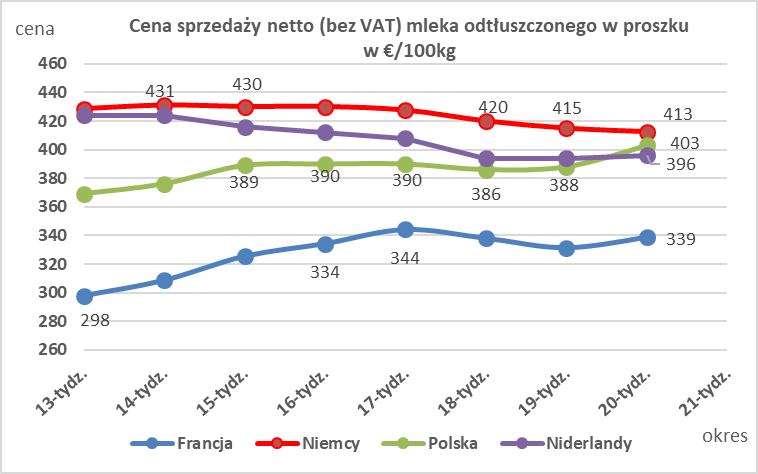 cena
Cena sprzedaży netto (bez VAT) mleka odtłuszczonego w proszku
w €/100kg
460
440
420
400
380
360
340
320
300
280
260
431
430
420
415
413
403
396
389
390
390
386
388
298
334
344
339
13-tydz.
14-tydz.
15-tydz.
16-tydz.
17-tydz.
18-tydz.
19-tydz.
20-tydz.
21-tydz.
okres
Francja
Niemcy
Polska
Niderlandy